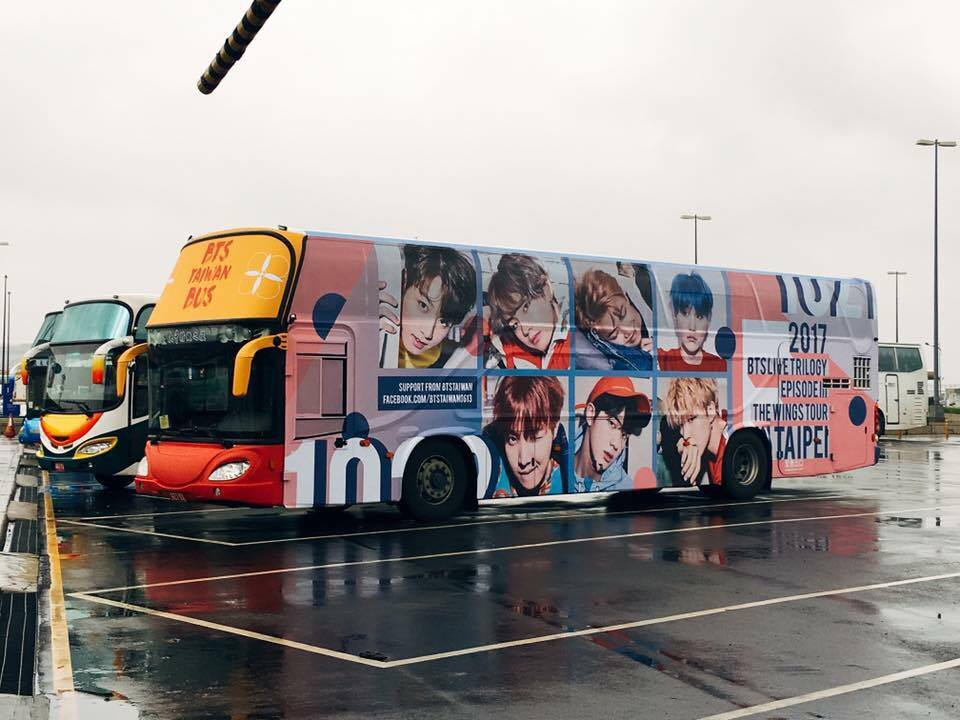 BTS
TAIWAN
BUS
SUPPORT FROM BTSTAIWAN
FACEBOOK.COM/BTSTAIWAN0613
2017
BTS LIVE TRILOGY
EPISODE III
THE WINGS TOUR
TAIPEI